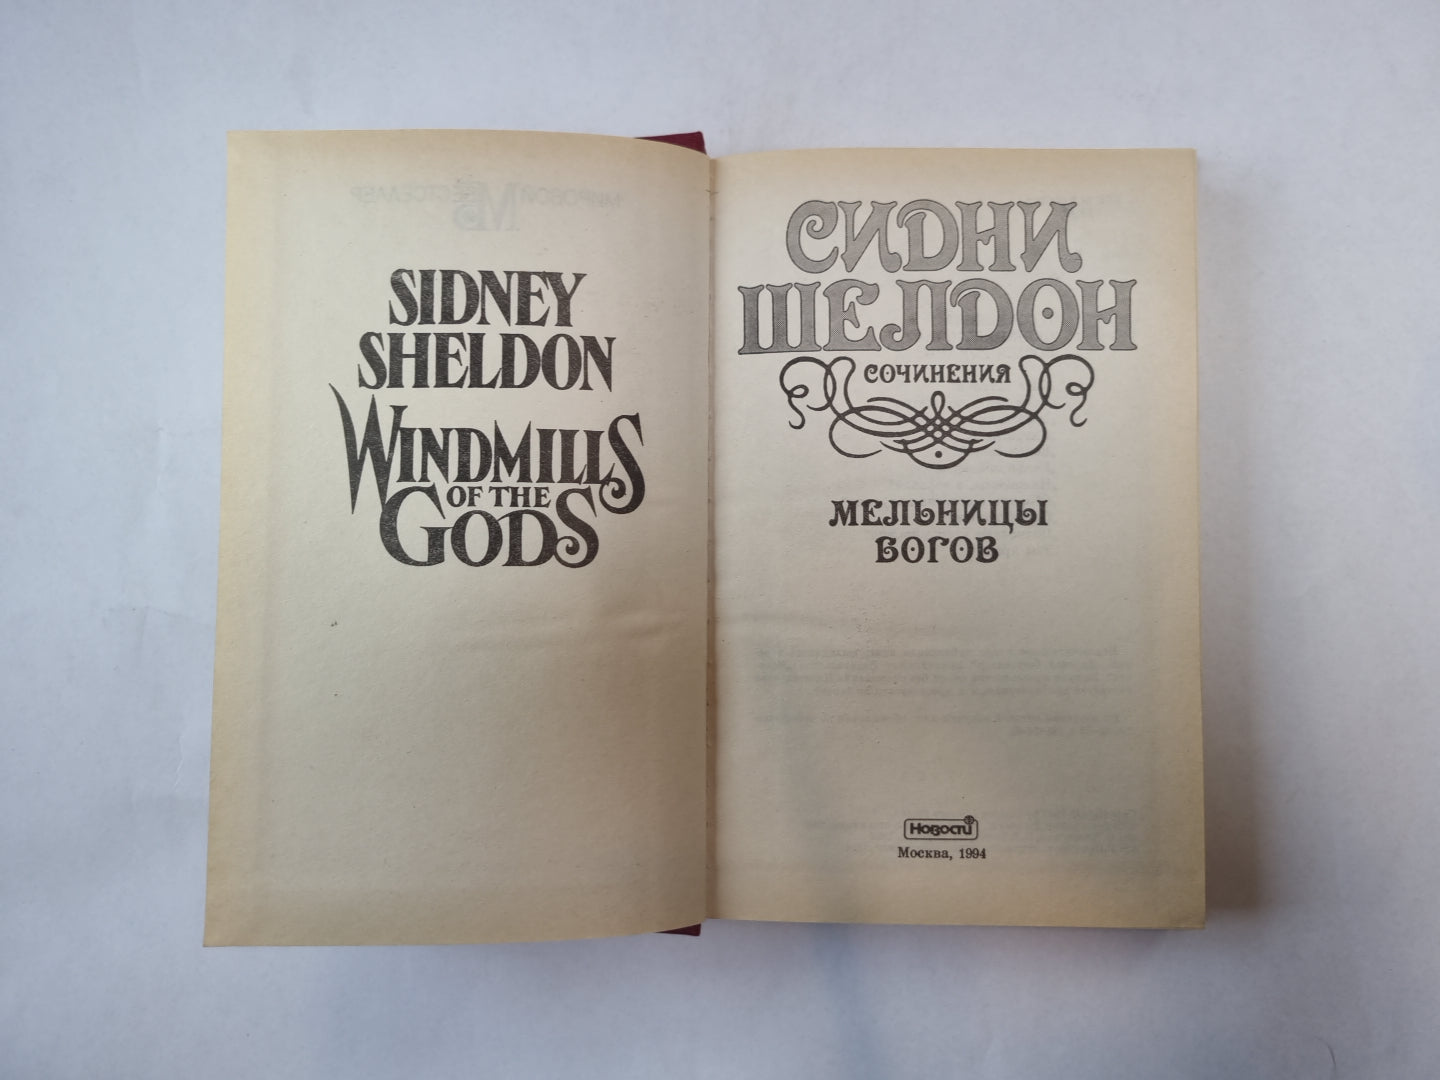 SIDNEY
SHELDON
WINDMILLS
OF THE
GODS
СИДНИ
ШЕЛДОН
СОЧИНЕНИЯ
МЕЛЬНИЦЫ
БОГОВ
Новости
Москва, 1994